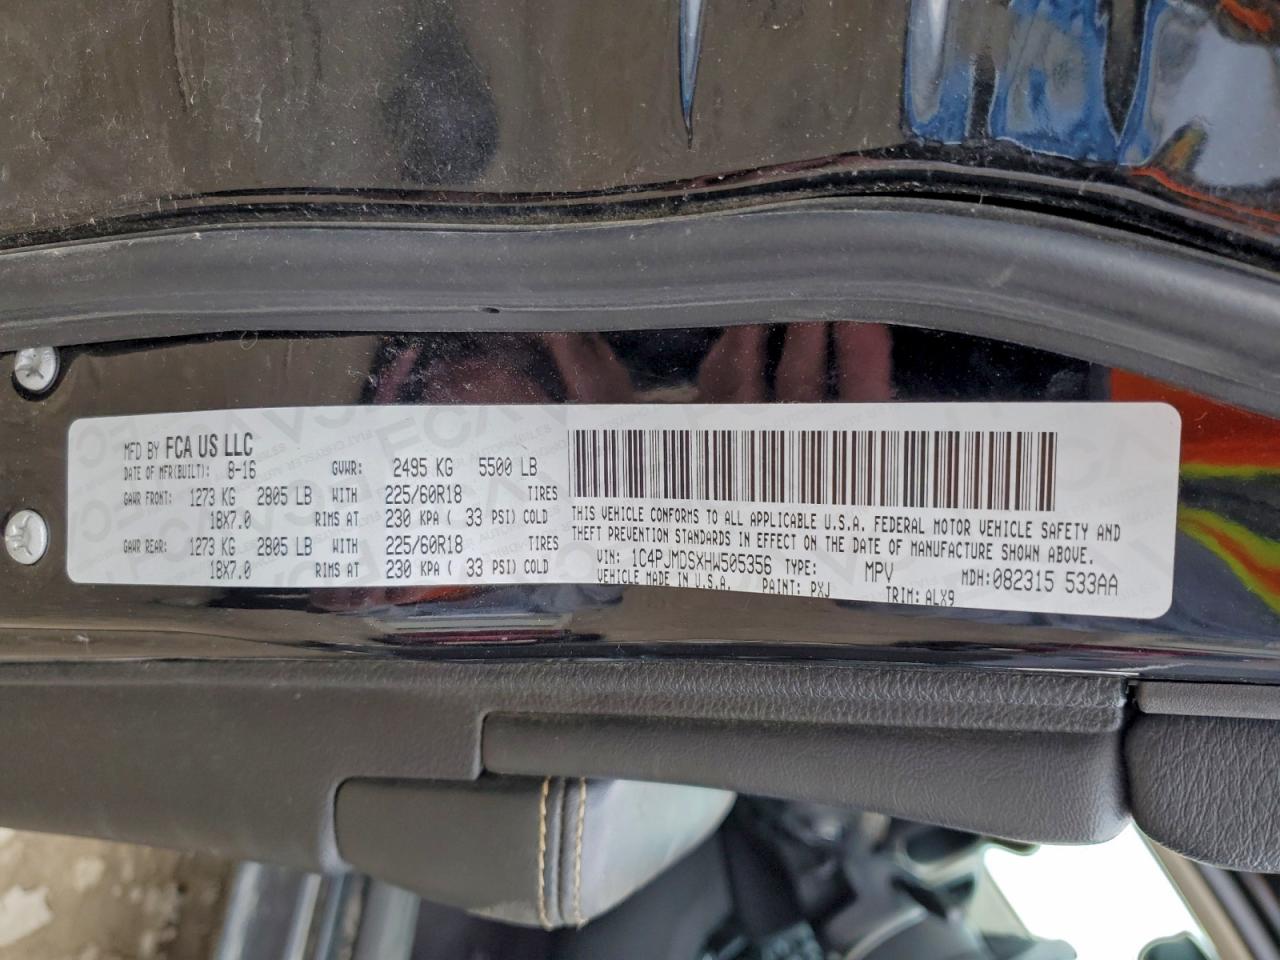 MFD BY FCA US LLC
DATE OF MFR(BUILT): 8-16 GVWR: 2495 KG 5500 LB
GAWR FRONT: 1273 KG 2805 LB WITH 225/60R18 TIRES
18X7.0 RIMS AT 230 KPA ( 33 PSI) COLD
GAWR REAR: 1273 KG 2805 LB WITH 225/60R18 TIRES
18X7.0 RIMS AT 230 KPA ( 33 PSI) COLD
THIS VEHICLE CONFORMS TO ALL APPLICABLE U.S.A. FEDERAL MOTOR VEHICLE SAFETY AND
THEFT PREVENTION STANDARDS IN EFFECT ON THE DATE OF MANUFACTURE SHOWN ABOVE.
VIN: 1C4PJMDSXHW505356 TYPE: MPV MDH:082315 533AA
VEHICLE MADE IN U.S.A. PAINT: PXJ TRIM: ALX9